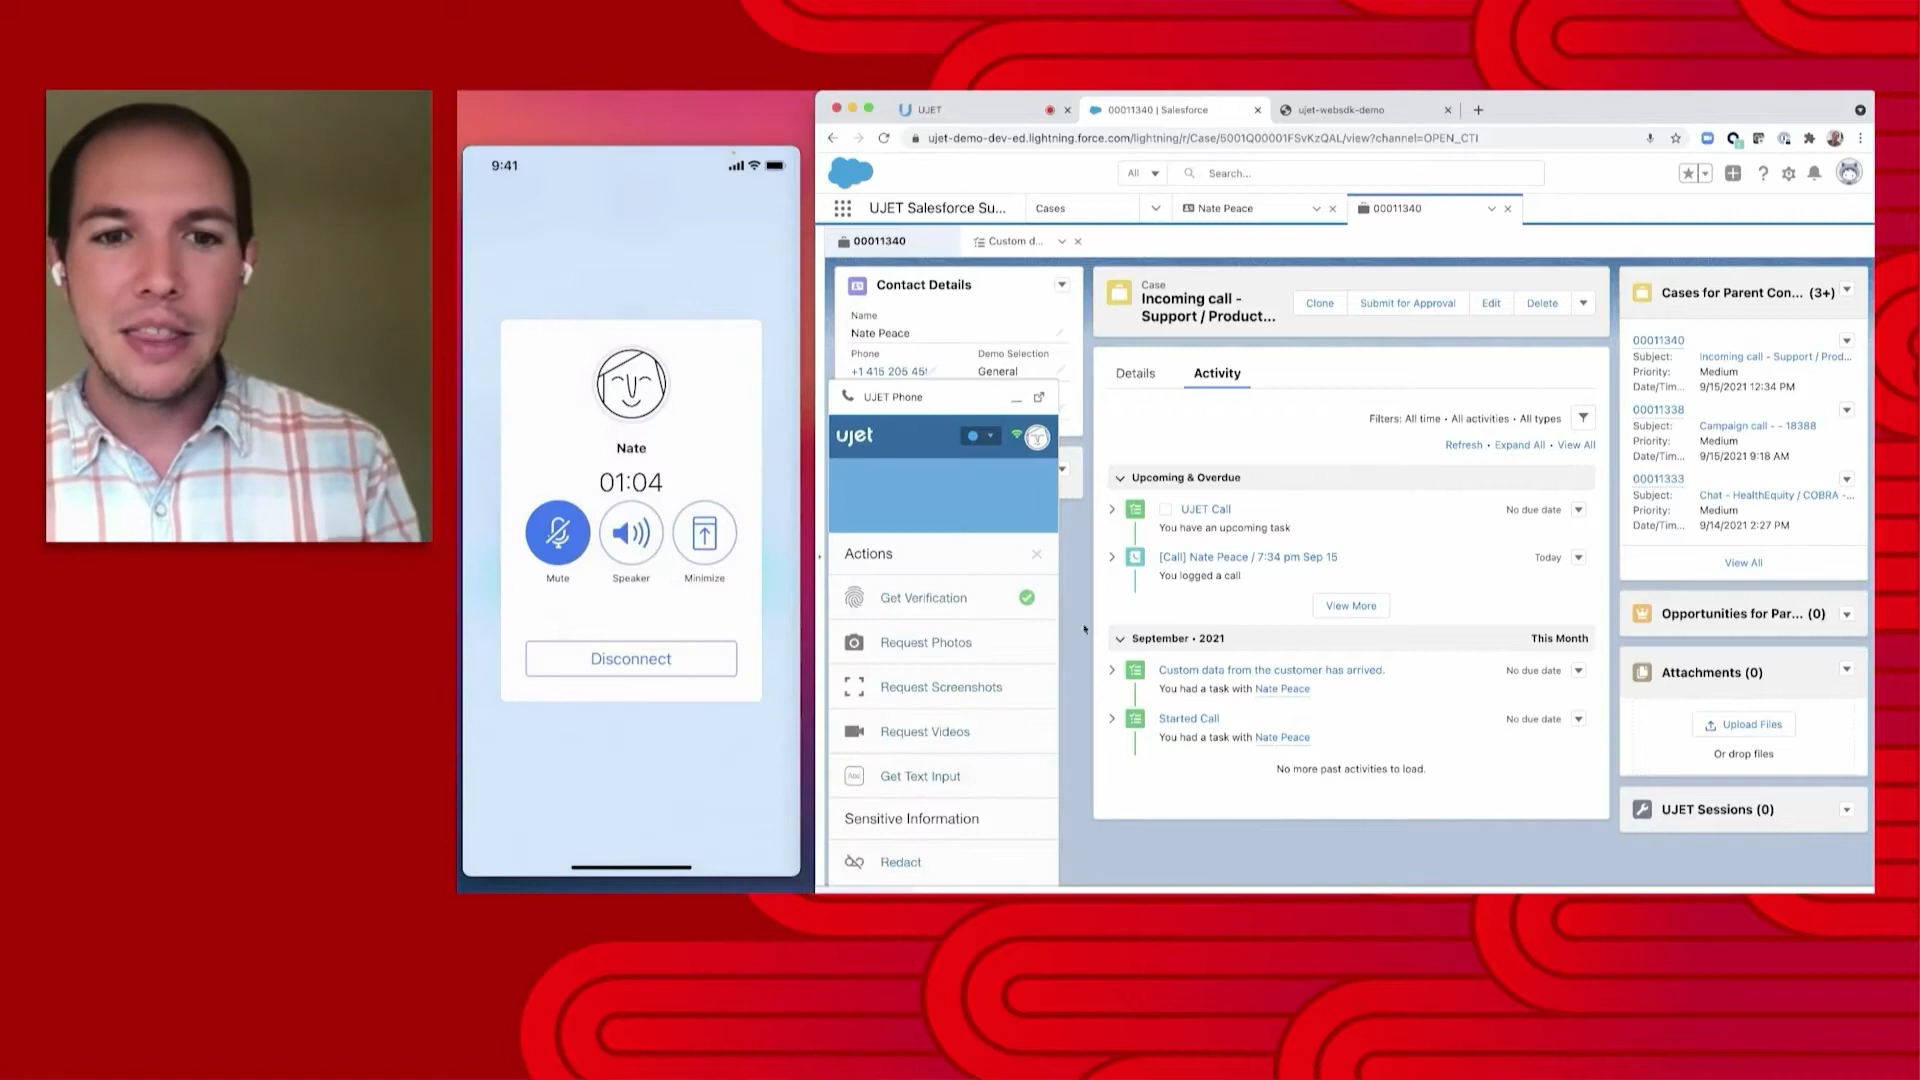 9:41
Nate
01:04
Mute
Speaker
Minimize
Disconnect
UJET
00011340 | Salesforce
ujet-websdk-demo
ujet-demo-dev-ed.lightning.force.com/lightning/r/Case/5001Q00001FSvKzQAL/view?channel=OPEN_CTI
All
Search...
UJET Salesforce Su...
Cases
Nate Peace
00011340
00011340
Custom d...
Contact Details
Name
Nate Peace
Phone
Demo Selection
+1 415 205 45
General
UJET Phone
ujet
Actions
Get Verification
Request Photos
Request Screenshots
Request Videos
Abc
Get Text Input
Sensitive Information
Redact
Case
Incoming call -
Support / Product...
Clone
Submit for Approval
Edit
Delete
Details
Activity
Filters: All time • All activities • All types
Refresh • Expand All • View All
Upcoming & Overdue
UJET Call
No due date
You have an upcoming task
[Call] Nate Peace / 7:34 pm Sep 15
Today
You logged a call
View More
September • 2021
This Month
Custom data from the customer has arrived.
No due date
You had a task with Nate Peace
Started Call
No due date
You had a task with Nate Peace
No more past activities to load.
Cases for Parent Con... (3+)
00011340
Subject: Incoming call - Support / Prod...
Priority: Medium
Date/Tim... 9/15/2021 12:34 PM
00011338
Subject: Campaign call - - 18388
Priority: Medium
Date/Tim... 9/15/2021 9:18 AM
00011333
Subject: Chat - HealthEquity / COBRA -...
Priority: Medium
Date/Tim... 9/14/2021 2:27 PM
View All
Opportunities for Par... (0)
Attachments (0)
Upload Files
Or drop files
UJET Sessions (0)